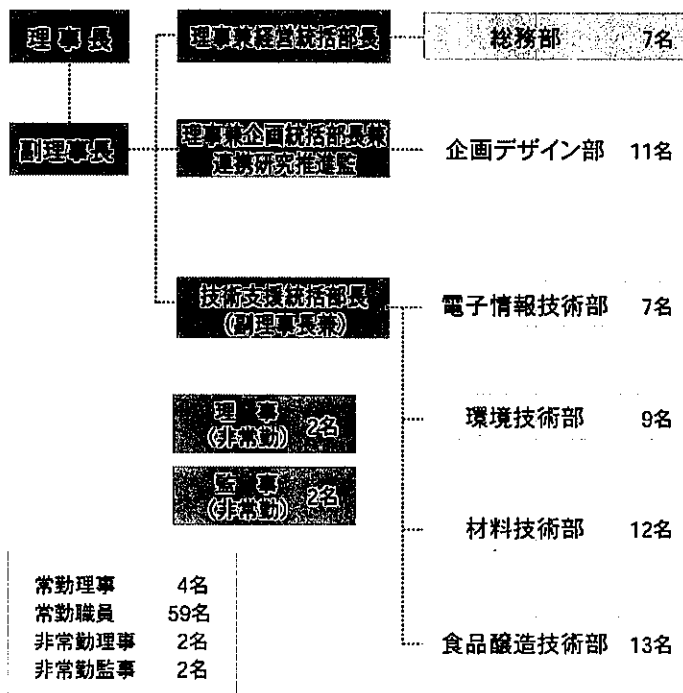 理事長
理事兼経営統括部長
総務部 7名
副理事長
理事兼企画統括部長兼
連携研究推進監
企画デザイン部 11名
技術支援統括部長
(副理事長兼)
電子情報技術部 7名
理事
(非常勤) 2名
環境技術部 9名
監事
(非常勤) 2名
材料技術部 12名
常勤理事 4名
常勤職員 59名
非常勤理事 2名
非常勤監事 2名
食品醸造技術部 13名